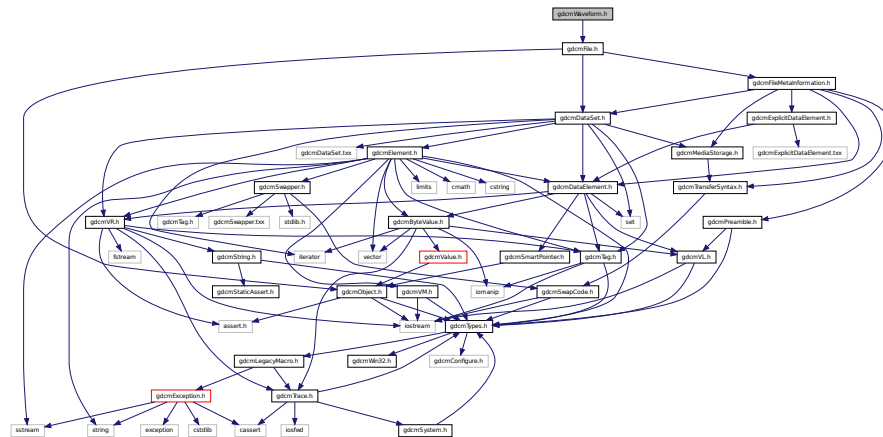 gdcmWaveform.h
gdcmFile.h
gdcmFileMetaInformation.h
gdcmDataSet.h
gdcmExplicitDataElement.h
gdcmDataSet.txx
gdcmElement.h
gdcmMediaStorage.h
gdcmExplicitDataElement.txx
gdcmSwapper.h
limits
cmath
cstring
gdcmDataElement.h
gdcmTransferSyntax.h
gdcmVR.h
gdcmTag.h
gdcmSwapper.txx
stdlib.h
gdcmByteValue.h
set
gdcmPreamble.h
fstream
gdcmString.h
iterator
vector
gdcmValue.h
gdcmSmartPointer.h
gdcmTag.h
gdcmVL.h
gdcmStaticAssert.h
gdcmObject.h
gdcmVM.h
iomanip
gdcmSwapCode.h
assert.h
iostream
gdcmTypes.h
gdcmLegacyMacro.h
gdcmWin32.h
gdcmConfigure.h
gdcmException.h
gdcmTrace.h
sstream
string
exception
cstdlib
cassert
iosfwd
gdcmSystem.h